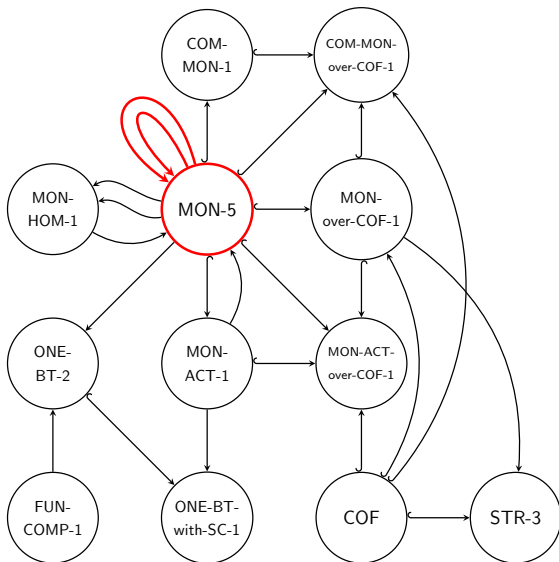 COM-
MON-1
COM-MON-
over-COF-1
MON-
HOM-1
MON-5
MON-
over-COF-1
ONE-
BT-2
MON-
ACT-1
MON-ACT-
over-COF-1
FUN-
COMP-1
ONE-BT-
with-SC-1
COF
STR-3